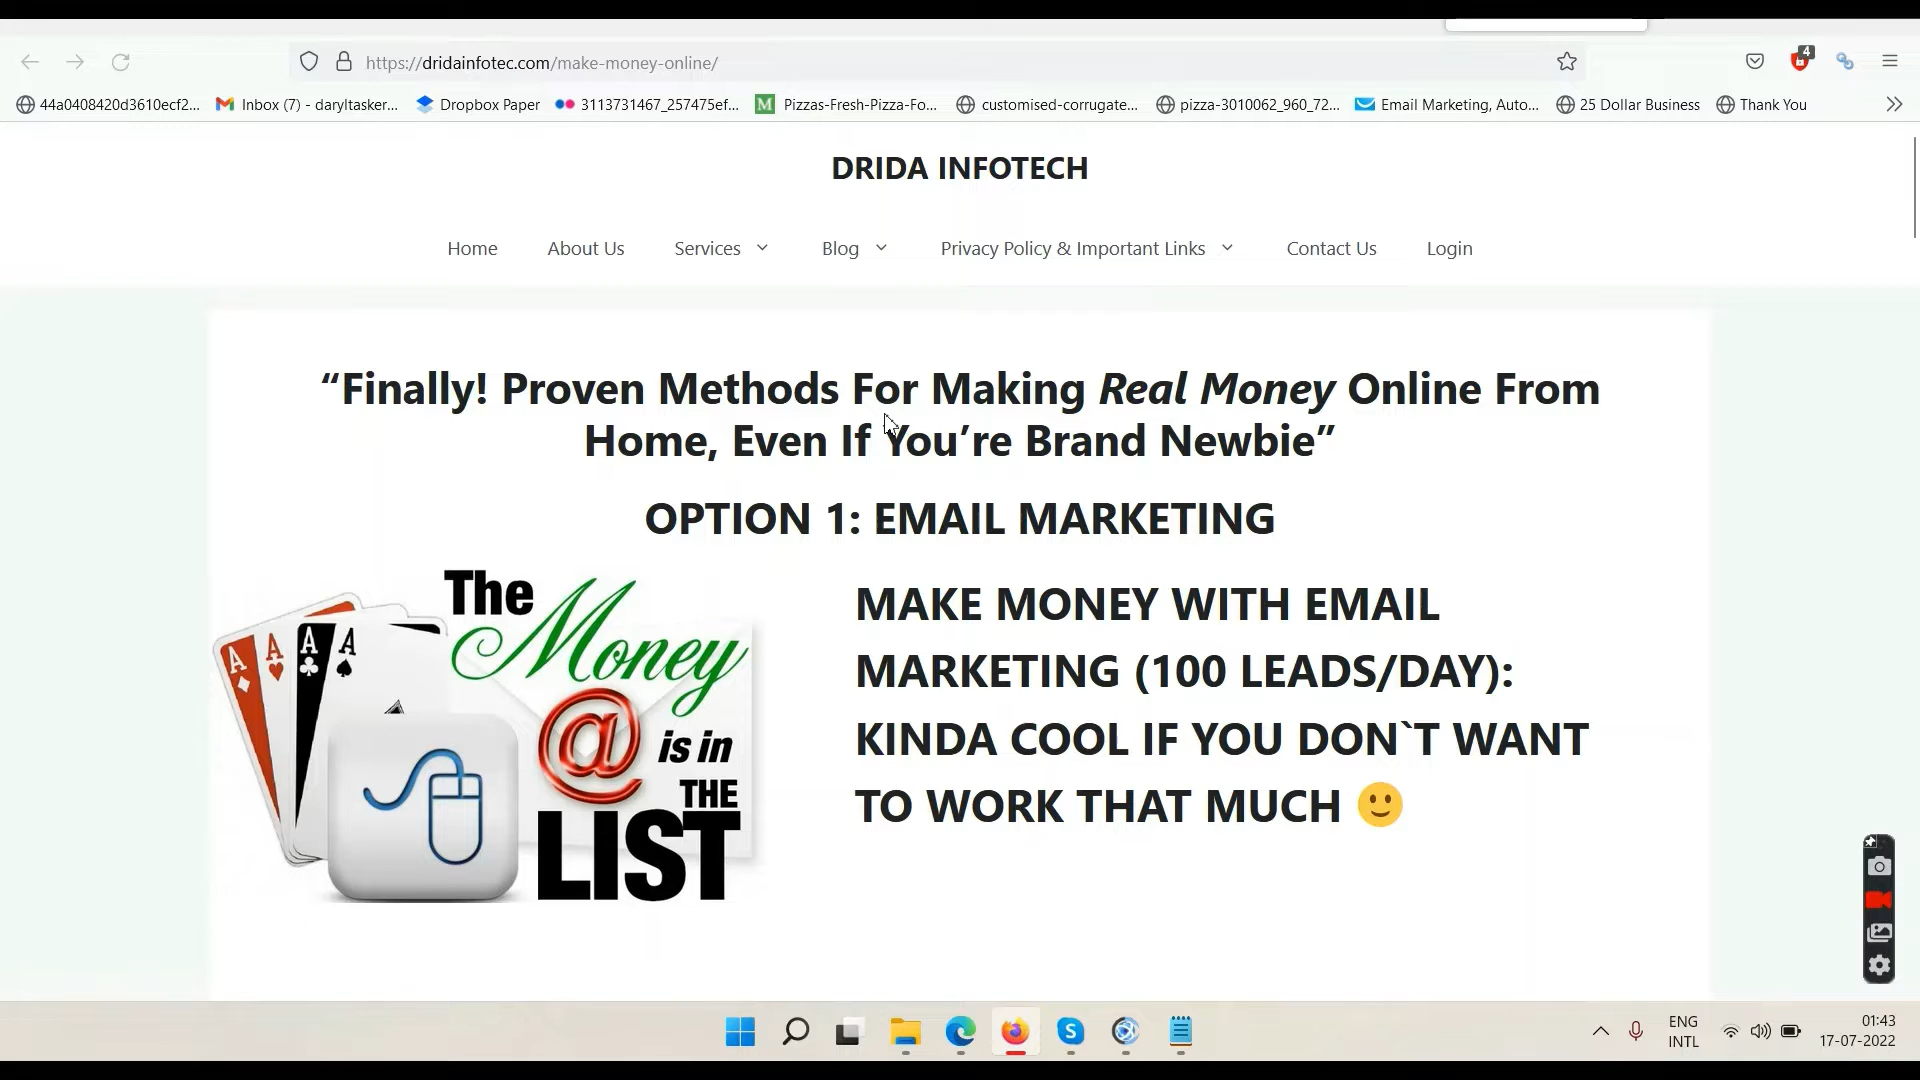 https://dridainfotec.com/make-money-online/
4
44a0408420d3610ecf2...
Inbox (7) - daryltasker...
Dropbox Paper
3113731467_257475ef...
M
Pizzas-Fresh-Pizza-Fo...
customised-corrugate...
pizza-3010062_960_72...
Email Marketing, Auto...
25 Dollar Business
Thank You
DRIDA INFOTECH
Home
About Us
Services
Blog
Privacy Policy & Important Links
Contact Us
Login
“Finally! Proven Methods For Making Real Money Online From
Home, Even If You’re Brand Newbie”
OPTION 1: EMAIL MARKETING
A A A A
The
Money
@ is in
THE
LIST
MAKE MONEY WITH EMAIL
MARKETING (100 LEADS/DAY):
KINDA COOL IF YOU DON`T WANT
TO WORK THAT MUCH 🙂
S
ENG
INTL
01:43
17-07-2022